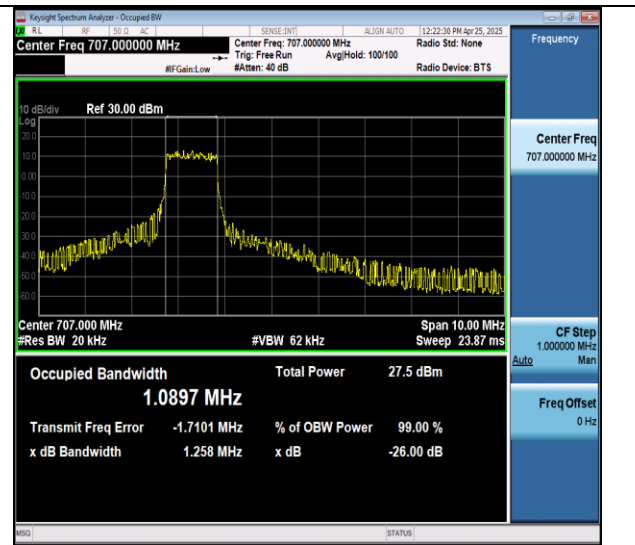 Keysight Spectrum Analyzer - Occupied BW
RL RF 50 Ω AC SENSE:INT ALIGN AUTO 12:22:30 PM Apr 25, 2025
Center Freq 707.000000 MHz
Center Freq: 707.000000 MHz Radio Std: None
Trig: Free Run Avg|Hold: 100/100
#IFGain:Low #Atten: 40 dB Radio Device: BTS
Frequency
10 dB/div Ref 30.00 dBm
Log
20.0
10.0
0.00
-10.0
-20.0
-30.0
-40.0
-50.0
-60.0
Center 707.000 MHz Span 10.00 MHz
#Res BW 20 kHz #VBW 62 kHz Sweep 23.87 ms
Occupied Bandwidth Total Power 27.5 dBm
1.0897 MHz
Transmit Freq Error -1.7101 MHz % of OBW Power 99.00 %
x dB Bandwidth 1.258 MHz x dB -26.00 dB
Center Freq
707.000000 MHz
CF Step
1.000000 MHz
Auto Man
Freq Offset
0 Hz
MSG STATUS